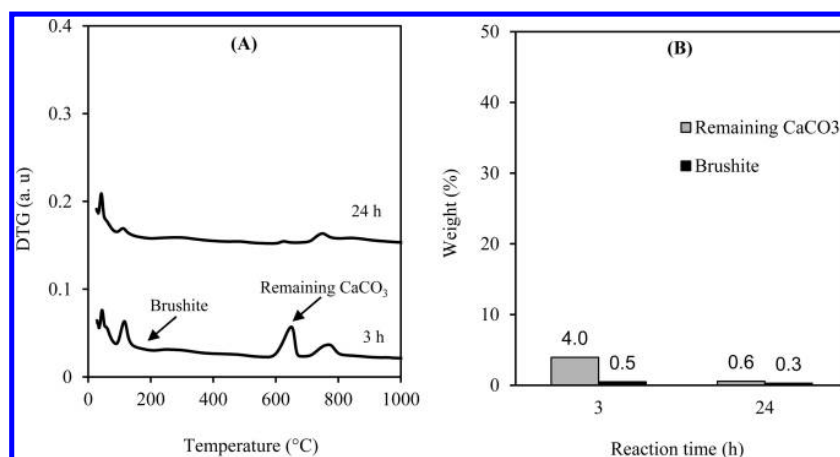 (A)
0.4
0.3
0.2
0.1
0
DTG (a. u)
24 h
Brushite
Remaining CaCO₃
3 h
0 200 400 600 800 1000
Temperature (°C)
(B)
50
40
30
20
10
0
Weight (%)
Remaining CaCO3
Brushite
4.0
0.5
0.6
0.3
3 24
Reaction time (h)